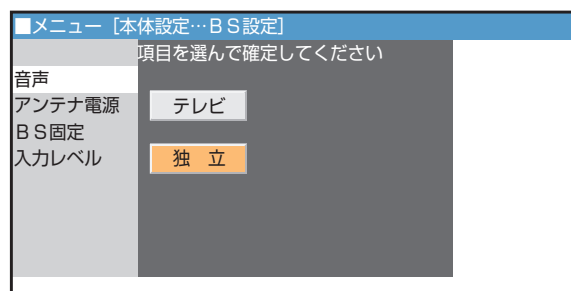 ■メニュー［本体設定…ＢＳ設定］
項目を選んで確定してください
音声
アンテナ電源
テレビ
ＢＳ固定
入力レベル
独　立